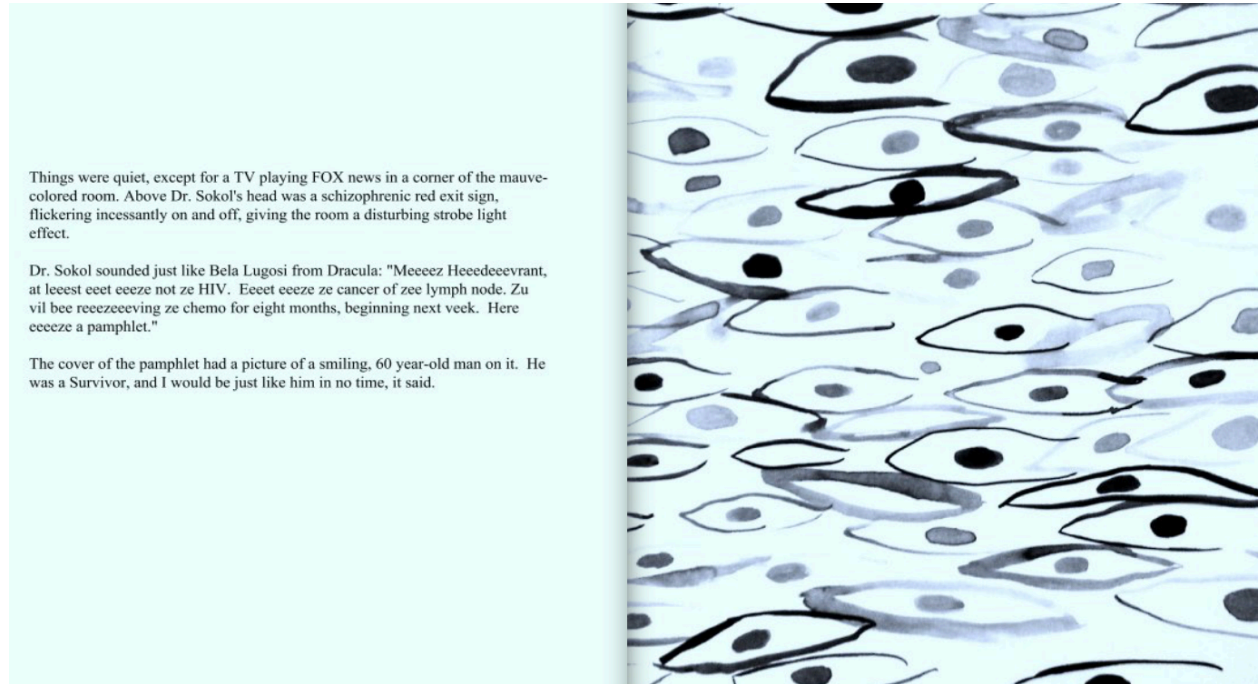 Things were quiet, except for a TV playing FOX news in a corner of the mauve-
colored room. Above Dr. Sokol's head was a schizophrenic red exit sign,
flickering incessantly on and off, giving the room a disturbing strobe light
effect.
Dr. Sokol sounded just like Bela Lugosi from Dracula: "Meeeez Heeedeeevrant,
at leeest eeet eeeze not ze HIV.  Eeeet eeeze ze cancer of zee lymph node. Zu
vil bee reeezeeeving ze chemo for eight months, beginning next veek.  Here
eeeeze a pamphlet."
The cover of the pamphlet had a picture of a smiling, 60 year-old man on it.  He
was a Survivor, and I would be just like him in no time, it said.